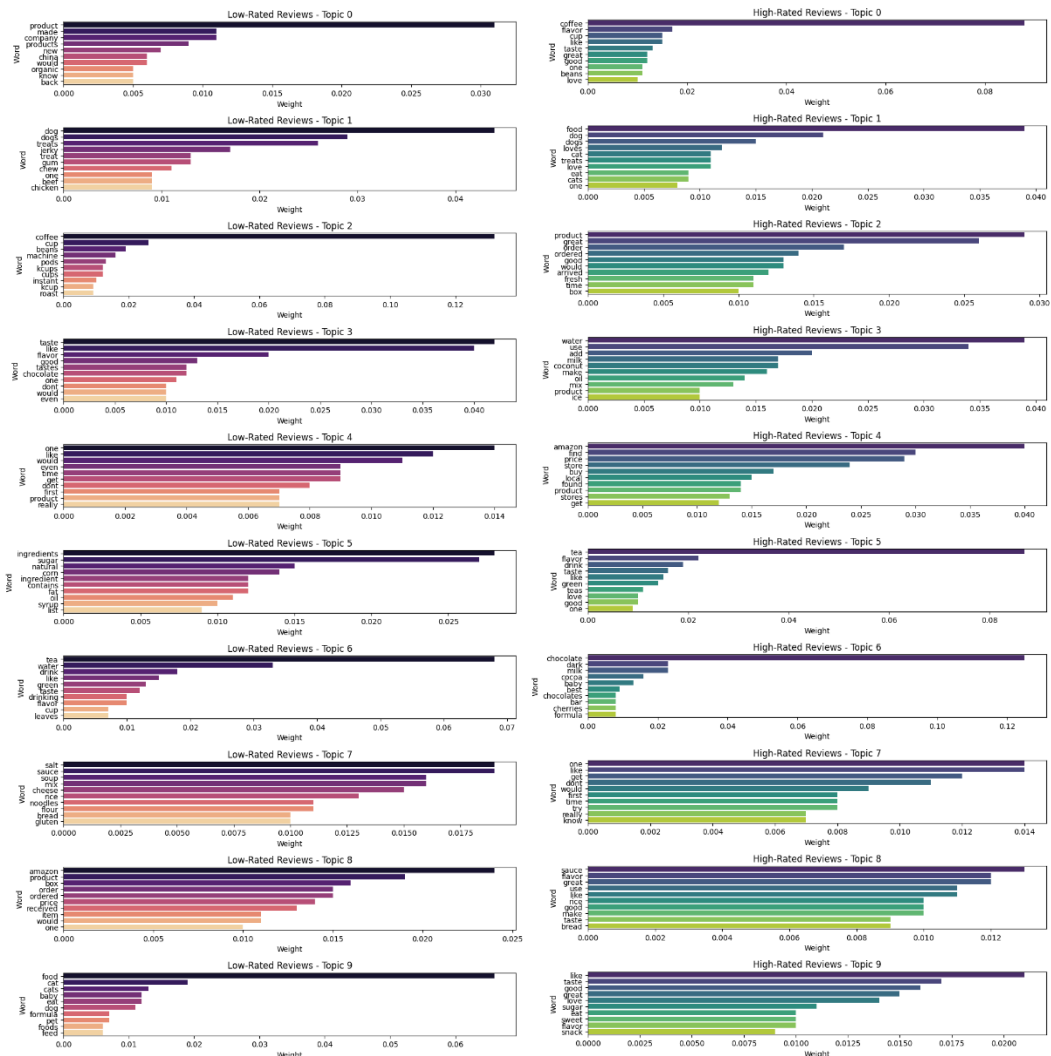 Low-Rated Reviews - Topic 0
Word
product
made
company
products
new
china
would
organic
know
back
0.000 0.005 0.010 0.015 0.020 0.025 0.030
Weight
High-Rated Reviews - Topic 0
Word
coffee
flavor
cup
like
taste
great
good
one
beans
love
0.00 0.02 0.04 0.06 0.08
Weight
Low-Rated Reviews - Topic 1
Word
dog
dogs
treats
jerky
treat
gum
chew
one
beef
chicken
0.00 0.01 0.02 0.03 0.04
Weight
High-Rated Reviews - Topic 1
Word
food
dog
dogs
loves
cat
treats
love
eat
cats
one
0.000 0.005 0.010 0.015 0.020 0.025 0.030 0.035 0.040
Weight
Low-Rated Reviews - Topic 2
Word
coffee
cup
beans
machine
pods
kcups
cups
instant
kcup
roast
0.00 0.02 0.04 0.06 0.08 0.10 0.12
Weight
High-Rated Reviews - Topic 2
Word
product
great
order
ordered
good
would
arrived
fresh
time
box
0.000 0.005 0.010 0.015 0.020 0.025 0.030
Weight
Low-Rated Reviews - Topic 3
Word
taste
like
flavor
good
tastes
chocolate
one
dont
would
even
0.000 0.005 0.010 0.015 0.020 0.025 0.030 0.035 0.040
Weight
High-Rated Reviews - Topic 3
Word
water
use
add
milk
coconut
make
oil
mix
product
ice
0.000 0.005 0.010 0.015 0.020 0.025 0.030 0.035 0.040
Weight
Low-Rated Reviews - Topic 4
Word
one
like
would
even
time
get
dont
first
product
really
0.000 0.002 0.004 0.006 0.008 0.010 0.012 0.014
Weight
High-Rated Reviews - Topic 4
Word
amazon
find
price
store
buy
local
found
product
stores
get
0.000 0.005 0.010 0.015 0.020 0.025 0.030 0.035 0.040
Weight
Low-Rated Reviews - Topic 5
Word
ingredients
sugar
natural
corn
ingredient
contains
fat
oil
syrup
list
0.000 0.005 0.010 0.015 0.020 0.025
Weight
High-Rated Reviews - Topic 5
Word
tea
flavor
drink
taste
like
green
teas
love
good
one
0.00 0.02 0.04 0.06 0.08
Weight
Low-Rated Reviews - Topic 6
Word
tea
water
drink
like
green
taste
drinking
flavor
cup
leaves
0.00 0.01 0.02 0.03 0.04 0.05 0.06 0.07
Weight
High-Rated Reviews - Topic 6
Word
chocolate
dark
milk
cocoa
baby
best
chocolates
bar
cherries
formula
0.00 0.02 0.04 0.06 0.08 0.10 0.12
Weight
Low-Rated Reviews - Topic 7
Word
salt
sauce
soup
mix
cheese
rice
noodles
flour
bread
gluten
0.0000 0.0025 0.0050 0.0075 0.0100 0.0125 0.0150 0.0175
Weight
High-Rated Reviews - Topic 7
Word
one
like
get
dont
would
first
time
try
really
know
0.000 0.002 0.004 0.006 0.008 0.010 0.012 0.014
Weight
Low-Rated Reviews - Topic 8
Word
amazon
product
box
order
ordered
price
received
item
would
one
0.000 0.005 0.010 0.015 0.020 0.025
Weight
High-Rated Reviews - Topic 8
Word
sauce
flavor
great
use
like
rice
good
make
taste
bread
0.000 0.002 0.004 0.006 0.008 0.010 0.012
Weight
Low-Rated Reviews - Topic 9
Word
food
cat
cats
baby
eat
dog
formula
pet
foods
feed
0.00 0.01 0.02 0.03 0.04 0.05 0.06
Weight
High-Rated Reviews - Topic 9
Word
like
taste
good
great
love
sugar
eat
sweet
flavor
snack
0.0000 0.0025 0.0050 0.0075 0.0100 0.0125 0.0150 0.0175 0.0200
Weight